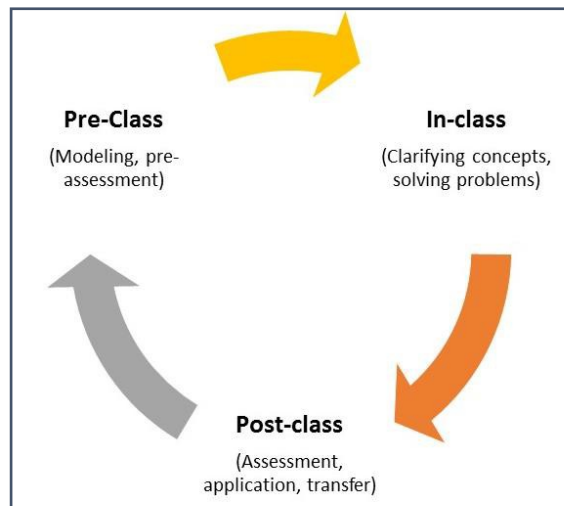 Pre-Class
(Modeling, pre-
assessment)
In-class
(Clarifying concepts,
solving problems)
Post-class
(Assessment,
application, transfer)